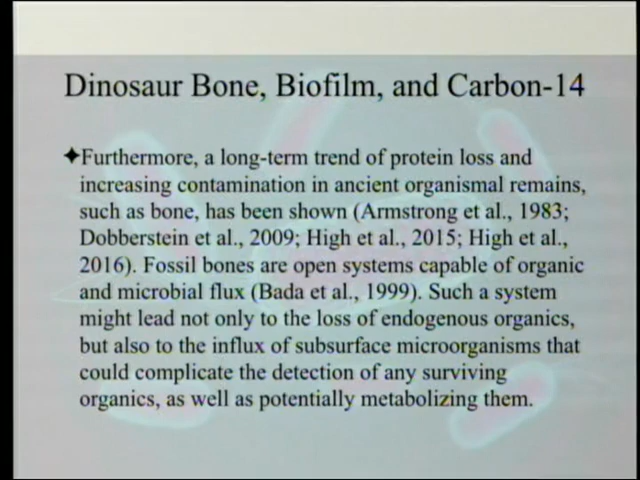 Dinosaur Bone, Biofilm, and Carbon-14
✦Furthermore, a long-term trend of protein loss and
increasing contamination in ancient organismal remains,
such as bone, has been shown (Armstrong et al., 1983;
Dobberstein et al., 2009; High et al., 2015; High et al.,
2016). Fossil bones are open systems capable of organic
and microbial flux (Bada et al., 1999). Such a system
might lead not only to the loss of endogenous organics,
but also to the influx of subsurface microorganisms that
could complicate the detection of any surviving
organics, as well as potentially metabolizing them.